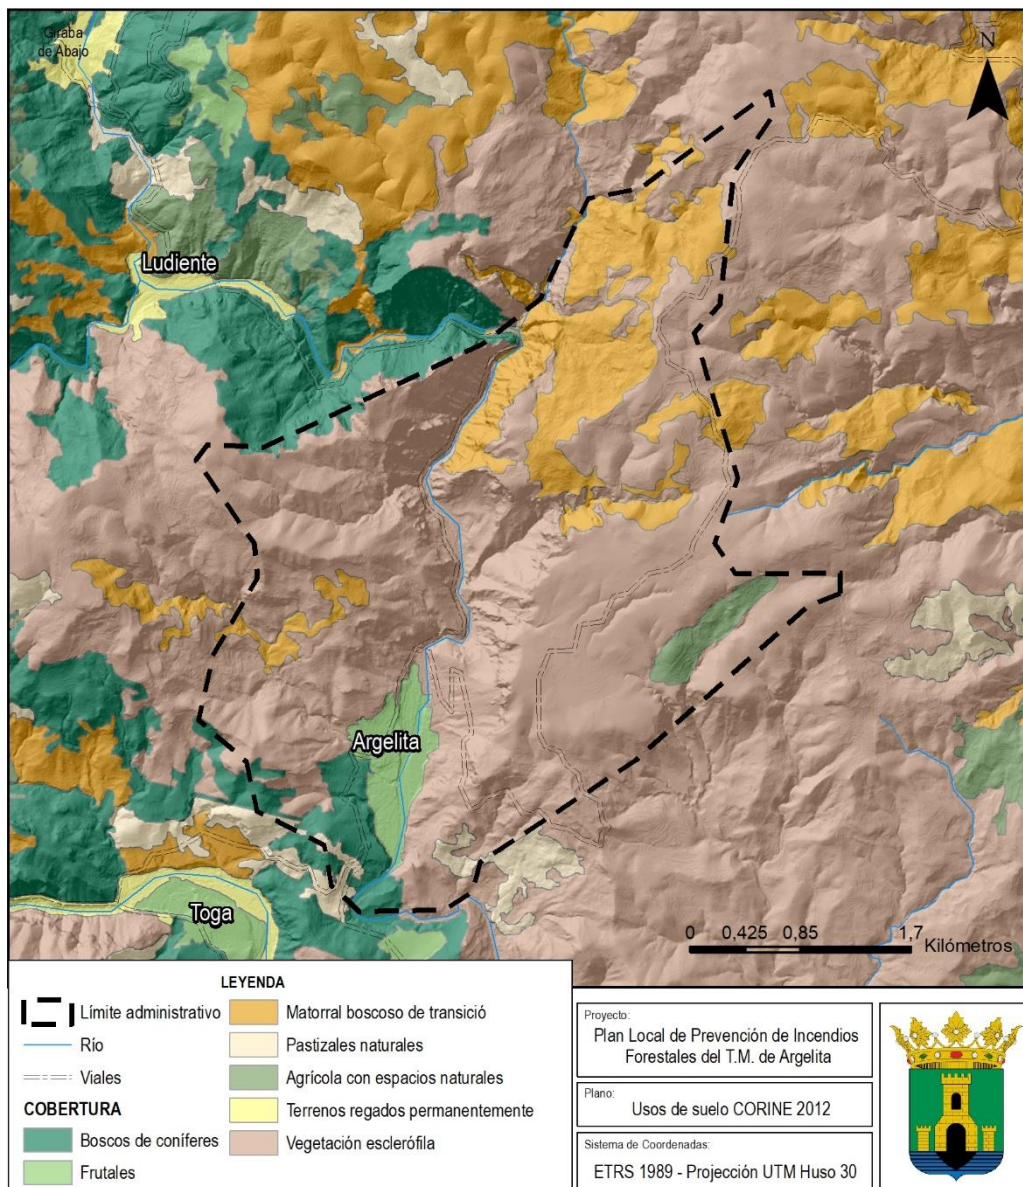 Giraba
de Abajo
N
Ludiente
Argelita
Toga
0 0,425 0,85 1,7
Kilómetros
LEYENDA
Límite administrativo
Río
Viales
COBERTURA
Boscos de coníferes
Frutales
Matorral boscoso de transició
Pastizales naturales
Agrícola con espacios naturales
Terrenos regados permanentemente
Vegetación esclerófila
Proyecto:
Plan Local de Prevención de Incendios
Forestales del T.M. de Argelita
Plano:
Usos de suelo CORINE 2012
Sistema de Coordenadas:
ETRS 1989 - Projección UTM Huso 30